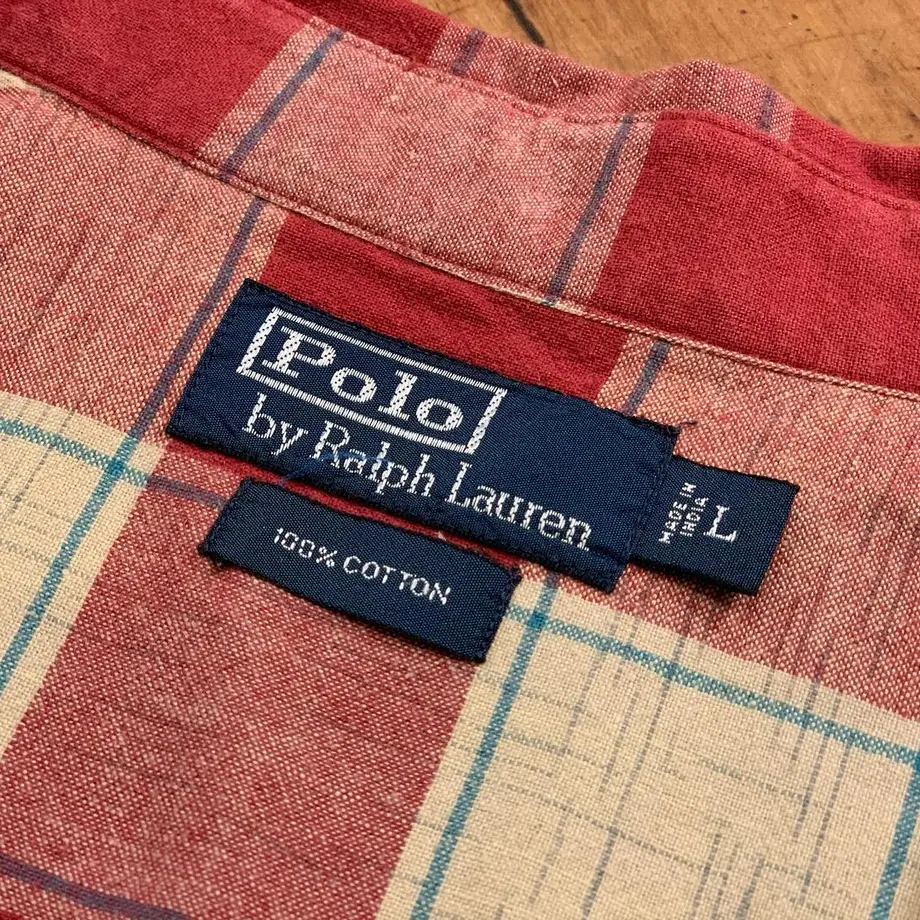 Polo
by Ralph Lauren
MADE IN
INDIA
L
100% COTTON